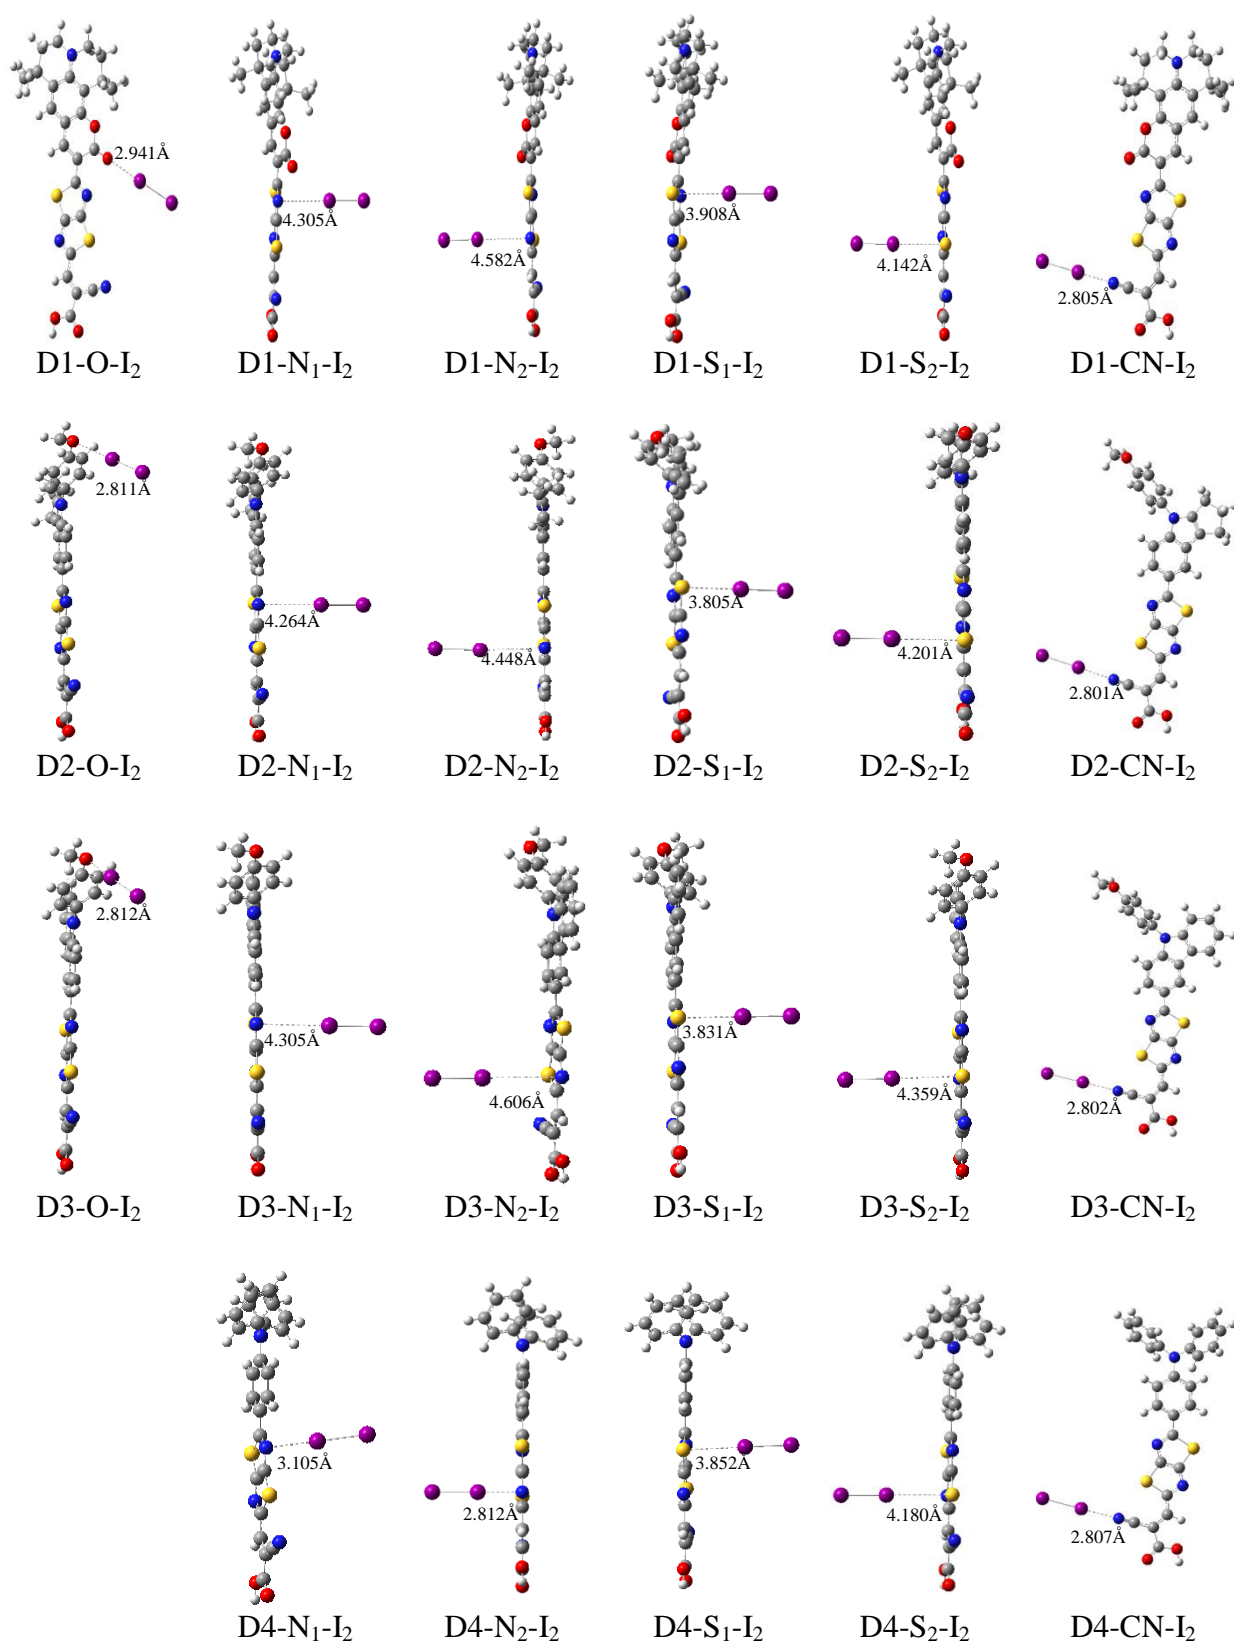 2.941Å
4.305Å
4.582Å
3.908Å
4.142Å
2.805Å
D1-O-I₂ D1-N₁-I₂ D1-N₂-I₂ D1-S₁-I₂ D1-S₂-I₂ D1-CN-I₂
2.811Å
4.264Å
4.448Å
3.805Å
4.201Å
2.801Å
D2-O-I₂ D2-N₁-I₂ D2-N₂-I₂ D2-S₁-I₂ D2-S₂-I₂ D2-CN-I₂
2.812Å
4.305Å
4.606Å
3.831Å
4.359Å
2.802Å
D3-O-I₂ D3-N₁-I₂ D3-N₂-I₂ D3-S₁-I₂ D3-S₂-I₂ D3-CN-I₂
3.105Å
2.812Å
3.852Å
4.180Å
2.807Å
D4-N₁-I₂ D4-N₂-I₂ D4-S₁-I₂ D4-S₂-I₂ D4-CN-I₂